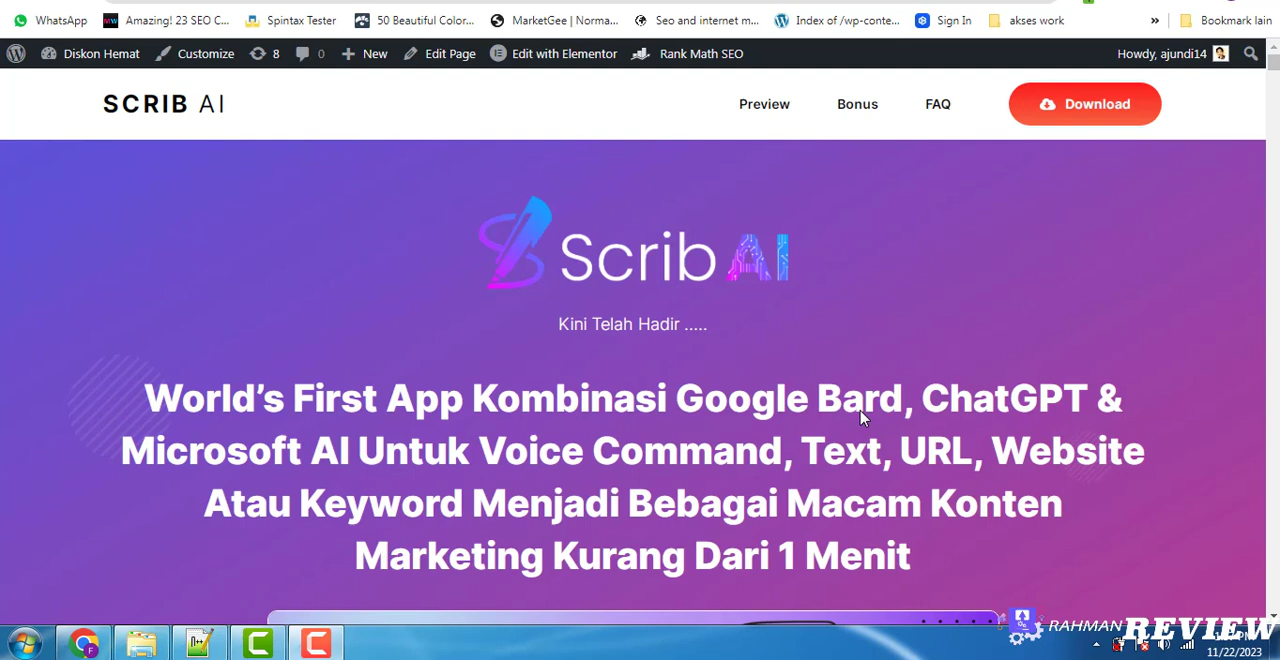 WhatsApp Amazing! 23 SEO C... Spintax Tester 50 Beautiful Color... MarketGee | Norma... Seo and internet m... Index of /wp-conte... Sign In akses work » Bookmark lain
Diskon Hemat Customize 8 0 New Edit Page Edit with Elementor Rank Math SEO Howdy, ajundi14
SCRIB AI Preview Bonus FAQ Download
Scrib AI
Kini Telah Hadir .....
World’s First App Kombinasi Google Bard, ChatGPT &
Microsoft AI Untuk Voice Command, Text, URL, Website
Atau Keyword Menjadi Bebagai Macam Konten
Marketing Kurang Dari 1 Menit
RAHMAN REVIEW
11/22/2023